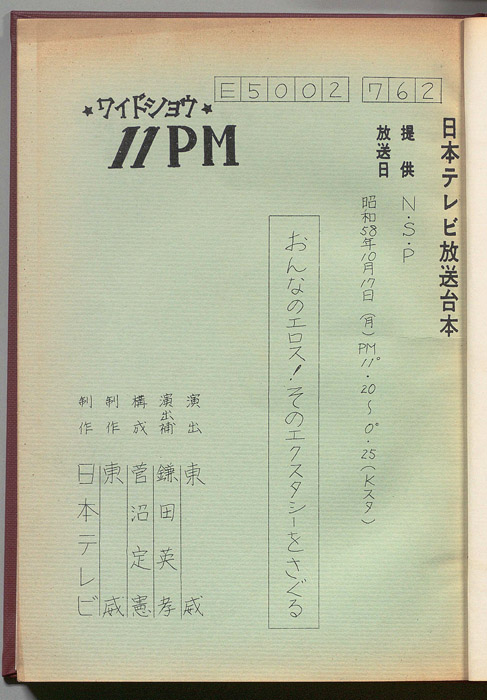 E5002 762
★ワイドショウ★
11PM
日本テレビ放送台本
提供 N・S・P
放送日 昭和58年10月17日(月)PM11°・20～0°・25(Kスタ)
おんなのエロス!そのエクスタシーをさぐる
演出 東 威
演出補 鎌田英孝
構成 菅沼定憲
制作 東 威
制作 日本テレビ